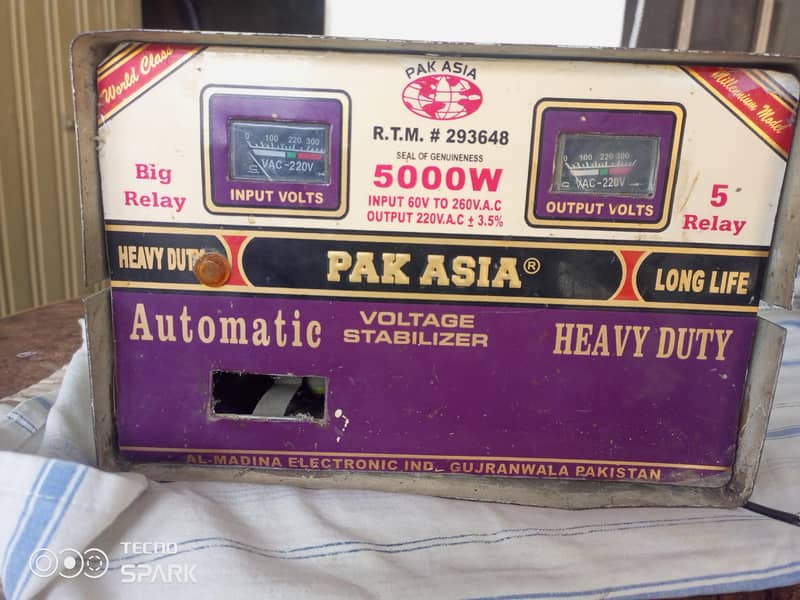 World Class
PAK ASIA
Millennium Model
R.T.M. # 293648
SEAL OF GENUINENESS
5000W
INPUT 60V TO 260V.A.C
OUTPUT 220V.A.C ± 3.5%
0 100 220 300
VAC-220V
INPUT VOLTS
0 100 220 300
VAC-220V
OUTPUT VOLTS
Big
Relay
5
Relay
HEAVY DUTY
PAK ASIA®
LONG LIFE
Automatic
VOLTAGE
STABILIZER
HEAVY DUTY
AL-MADINA ELECTRONIC IND. GUJRANWALA PAKISTAN
TECNO
SPARK